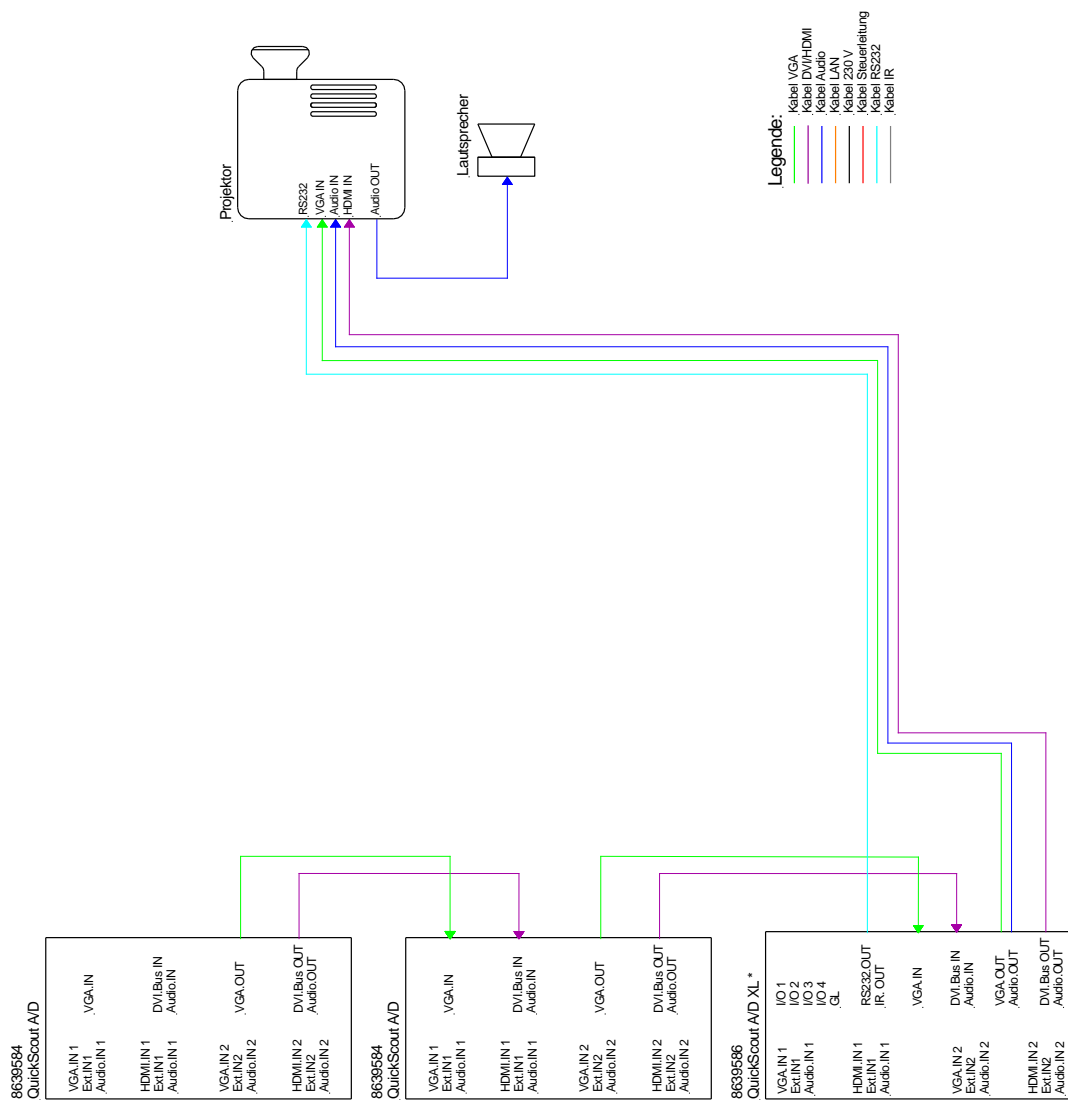 Projektor
RS232
VGA IN
Audio IN
HDMI IN
Audio OUT
Lautsprecher
Legende:
Kabel VGA
Kabel DVI/HDMI
Kabel Audio
Kabel LAN
Kabel 230 V
Kabel Steuerleitung
Kabel RS232
Kabel IR
8639584
QuickScout A/D
VGA.IN 1
Ext.IN1
Audio.IN 1
HDMI.IN 1
Ext.IN1
Audio.IN 1
VGA.IN 2
Ext.IN2
Audio.IN 2
HDMI.IN 2
Ext.IN2
Audio.IN 2
VGA.IN
DVI.Bus IN
Audio.IN
VGA.OUT
DVI.Bus OUT
Audio.OUT
8639584
QuickScout A/D
VGA.IN 1
Ext.IN1
Audio.IN 1
HDMI.IN 1
Ext.IN1
Audio.IN 1
VGA.IN 2
Ext.IN2
Audio.IN 2
HDMI.IN 2
Ext.IN2
Audio.IN 2
VGA.IN
DVI.Bus IN
Audio.IN
VGA.OUT
DVI.Bus OUT
Audio.OUT
8639586
QuickScout A/D XL *
VGA.IN 1
Ext.IN1
Audio.IN 1
HDMI.IN 1
Ext.IN1
Audio.IN 1
VGA.IN 2
Ext.IN2
Audio.IN 2
HDMI.IN 2
Ext.IN2
Audio.IN 2
I/O 1
I/O 2
I/O 3
I/O 4
GL
RS232.OUT
IR. OUT
VGA.IN
DVI.Bus IN
Audio.IN
VGA.OUT
Audio.OUT
DVI.Bus OUT
Audio.OUT